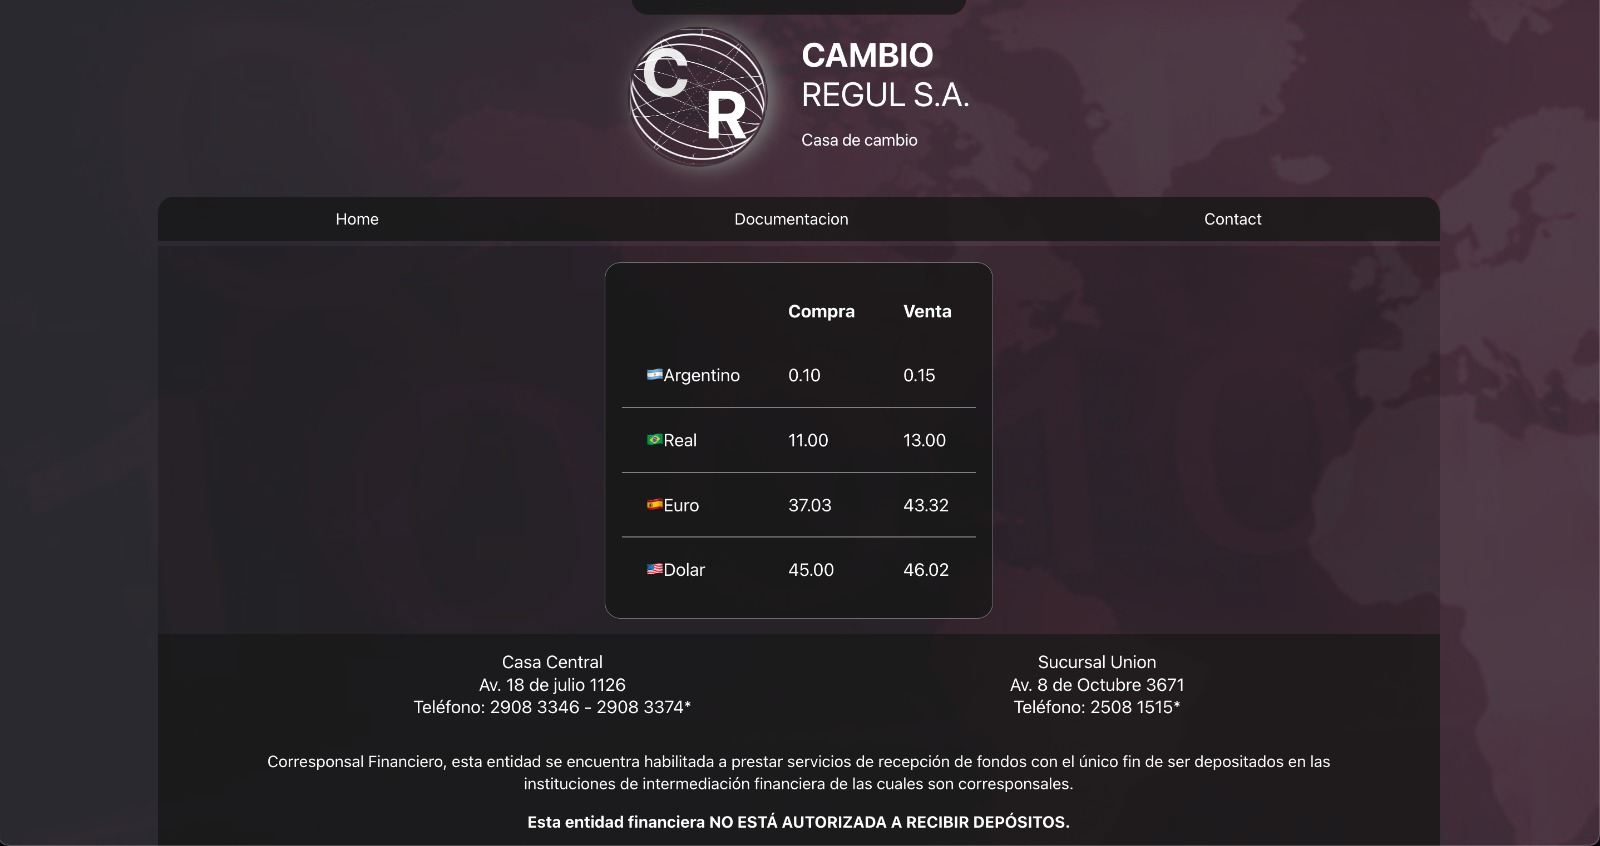 C
R
CAMBIO
REGUL S.A.
Casa de cambio
Home Documentacion Contact
Compra Venta
Argentino 0.10 0.15
Real 11.00 13.00
Euro 37.03 43.32
Dolar 45.00 46.02
Casa Central
Av. 18 de julio 1126
Teléfono: 2908 3346 - 2908 3374*
Sucursal Union
Av. 8 de Octubre 3671
Teléfono: 2508 1515*
Corresponsal Financiero, esta entidad se encuentra habilitada a prestar servicios de recepción de fondos con el único fin de ser depositados en las
instituciones de intermediación financiera de las cuales son corresponsales.
Esta entidad financiera NO ESTÁ AUTORIZADA A RECIBIR DEPÓSITOS.